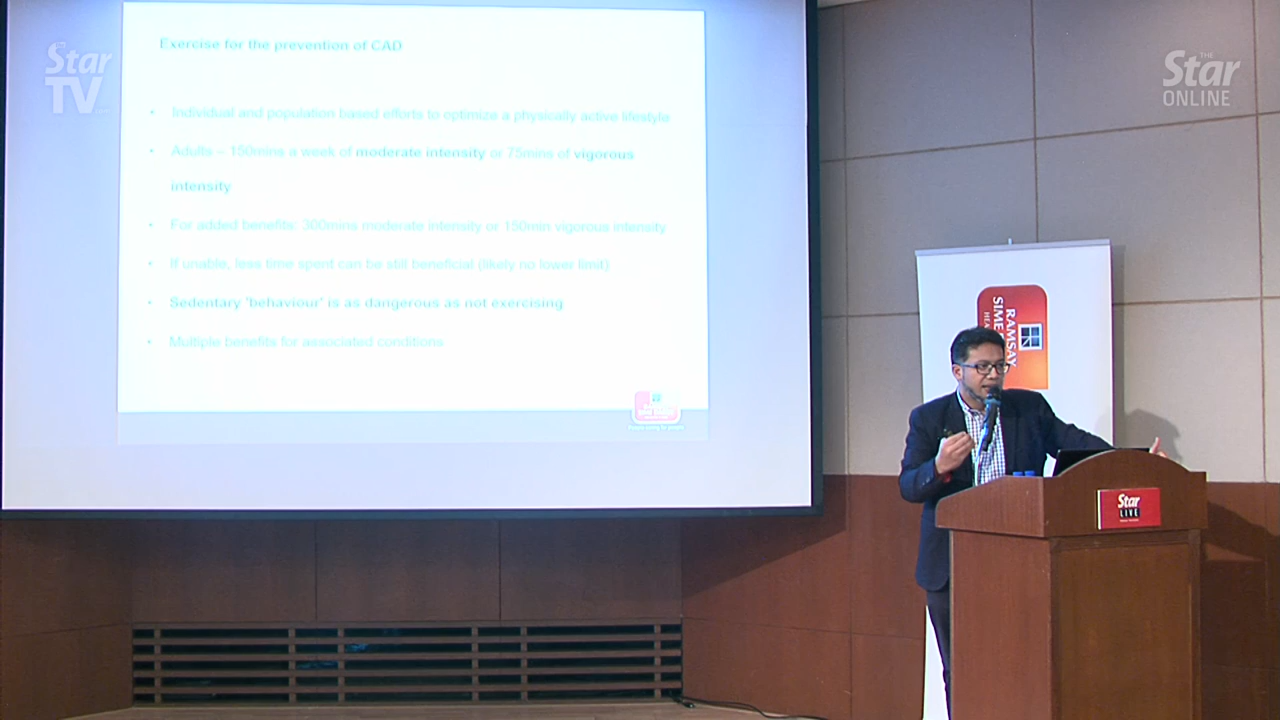 THE
Star
TV
THE
Star
ONLINE
Exercise for the prevention of CAD
• Individual and population based efforts to optimize a physically active lifestyle
• Adults – 150mins a week of moderate intensity or 75mins of vigorous
intensity
• For added benefits: 300mins moderate intensity or 150min vigorous intensity
• If unable, less time spent can be still beneficial (likely no lower limit)
• Sedentary 'behaviour' is as dangerous as not exercising
• Multiple benefits for associated conditions
RAMSAY
SIME
Star
LIVE